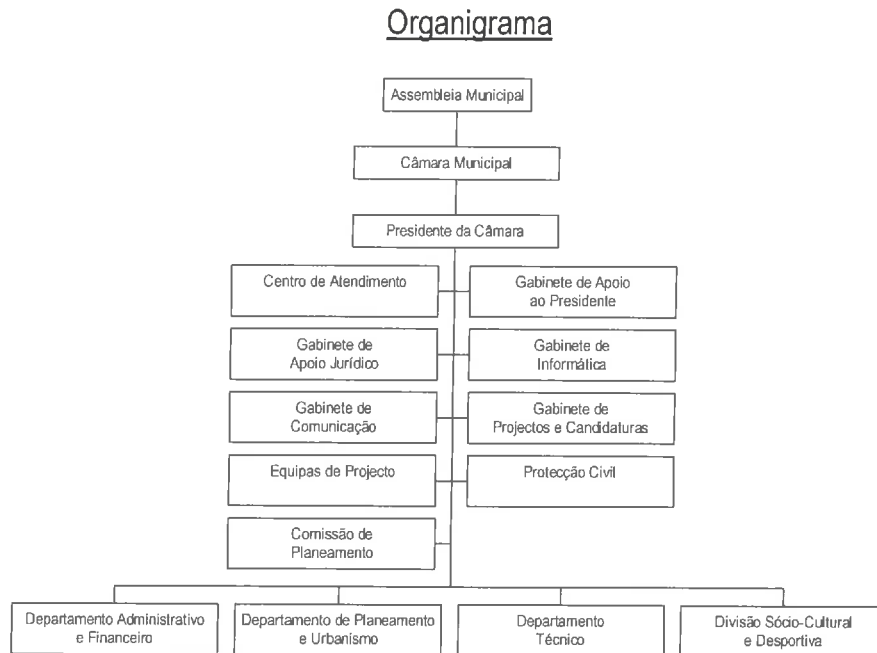 Organigrama
Assembleia Municipal
Câmara Municipal
Presidente da Câmara
Centro de Atendimento
Gabinete de Apoio
ao Presidente
Gabinete de
Apoio Jurídico
Gabinete de
Informática
Gabinete de
Comunicação
Gabinete de
Projectos e Candidaturas
Equipas de Projecto
Protecção Civil
Comissão de
Planeamento
Departamento Administrativo
e Financeiro
Departamento de Planeamento
e Urbanismo
Departamento
Técnico
Divisão Sócio-Cultural
e Desportiva